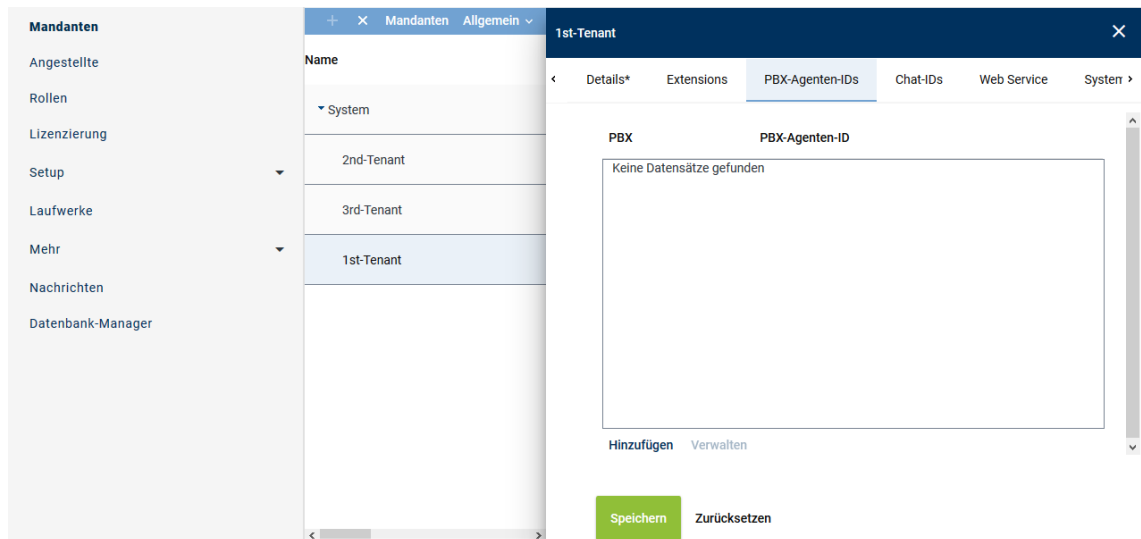 Mandanten
Angestellte
Rollen
Lizenzierung
Setup
Laufwerke
Mehr
Nachrichten
Datenbank-Manager
Mandanten Allgemein
Name
System
2nd-Tenant
3rd-Tenant
1st-Tenant
1st-Tenant
Details* Extensions PBX-Agenten-IDs Chat-IDs Web Service System
PBX PBX-Agenten-ID
Keine Datensätze gefunden
Hinzufügen Verwalten
Speichern Zurücksetzen